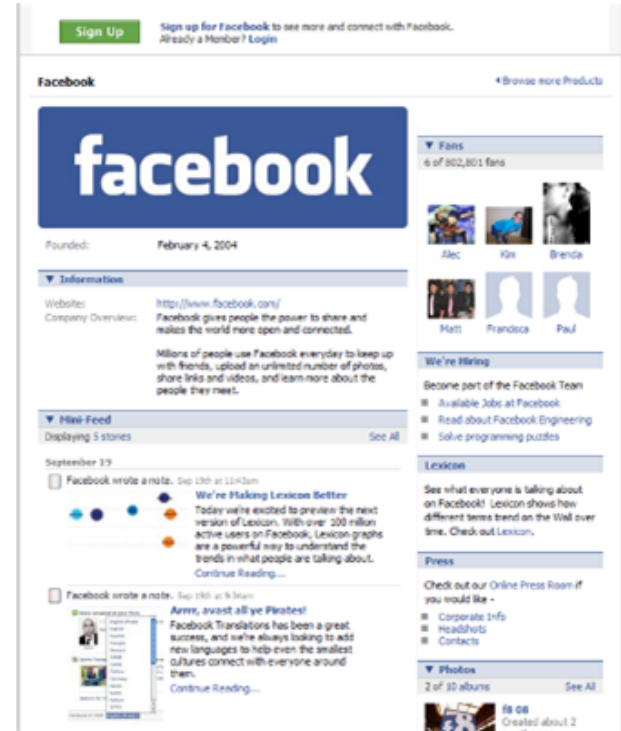 Sign Up
Sign up for Facebook to see more and connect with Facebook.
Already a Member? Login
Facebook
Browse more Products
facebook
Founded: February 4, 2004
▼ Information
Website: http://www.facebook.com/
Company Overview: Facebook gives people the power to share and
makes the world more open and connected.
Millions of people use Facebook everyday to keep up
with friends, upload an unlimited number of photos,
share links and videos, and learn more about the
people they meet.
▼ Mini-Feed
Displaying 5 stories See All
September 19
Facebook wrote a note. Sep 19th at 11:43am
We're Making Lexicon Better
Today we're excited to preview the next
version of Lexicon. With over 100 million
active users on Facebook, Lexicon graphs
are a powerful way to understand the
trends in what people are talking about.
Continue Reading...
Facebook wrote a note. Sep 19th at 9:34am
Arrrr, avast all ye Pirates!
Facebook Translations has been a great
success, and we're always looking to add
new languages to help even the smallest
cultures connect with everyone around
them.
Continue Reading...
▼ Fans
6 of 802,801 fans
Alec Kim Brenda
Matt Francisca Paul
We're Hiring
Become part of the Facebook Team
Available Jobs at Facebook
Read about Facebook Engineering
Solve programming puzzles
Lexicon
See what everyone is talking about
on Facebook! Lexicon shows how
different terms trend on the Wall over
time. Check out Lexicon.
Press
Check out our Online Press Room if
you would like -
Corporate Info
Headshots
Contacts
▼ Photos
2 of 10 albums See All
f8 08
Created about 2